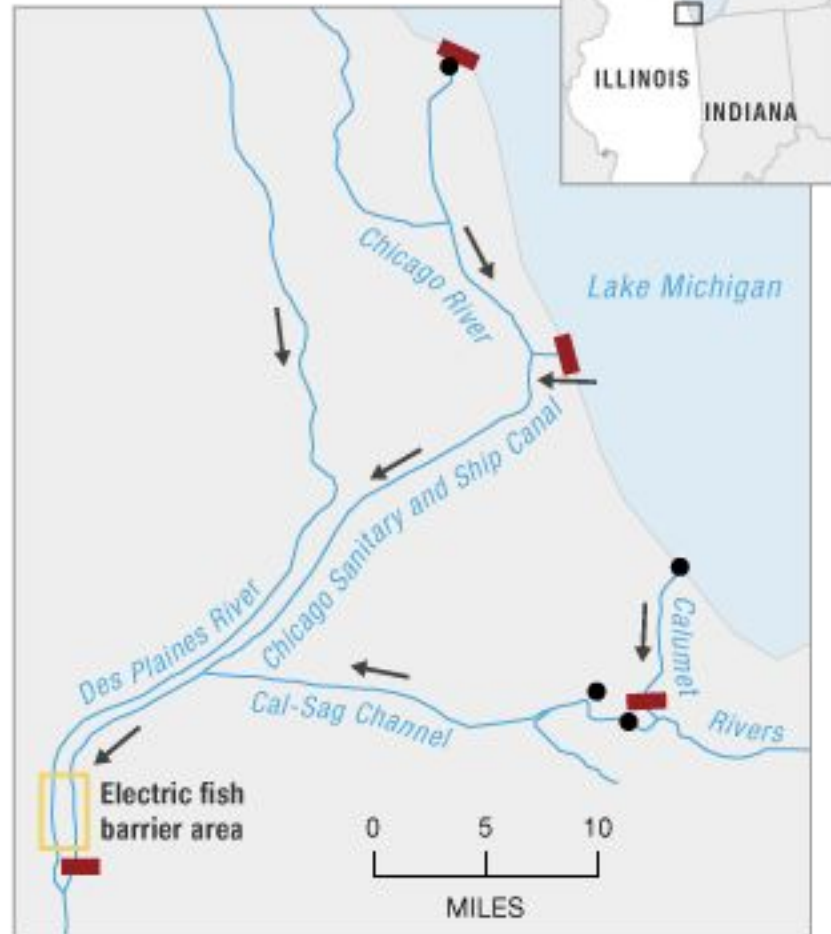 ILLINOIS
INDIANA
Chicago River
Lake Michigan
Chicago Sanitary and Ship Canal
Des Plaines River
Calumet
Rivers
Cal-Sag Channel
Electric fish
barrier area
0 5 10
MILES